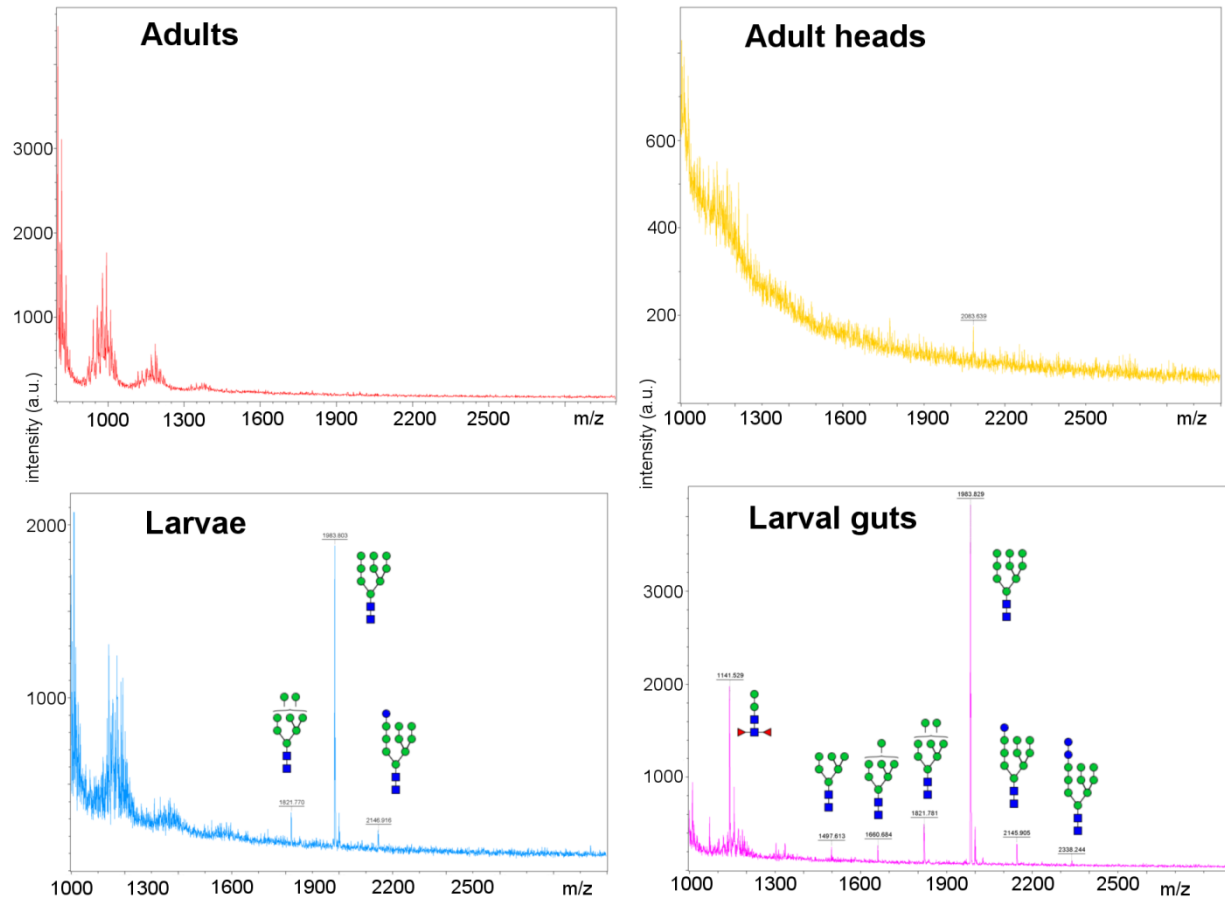 Adults
3000
2000
1000
intensity (a.u.)
1000 1300 1600 1900 2200 2500 m/z
Adult heads
600
400
200
2063.639
intensity (a.u.)
1000 1300 1600 1900 2200 2500 m/z
Larvae
2000
1000
1983.803
1821.770
2146.916
1000 1300 1600 1900 2200 2500 m/z
Larval guts
3000
2000
1000
1983.829
1141.529
1497.613
1660.684
1821.781
2145.905
2338.244
1000 1300 1600 1900 2200 2500 m/z